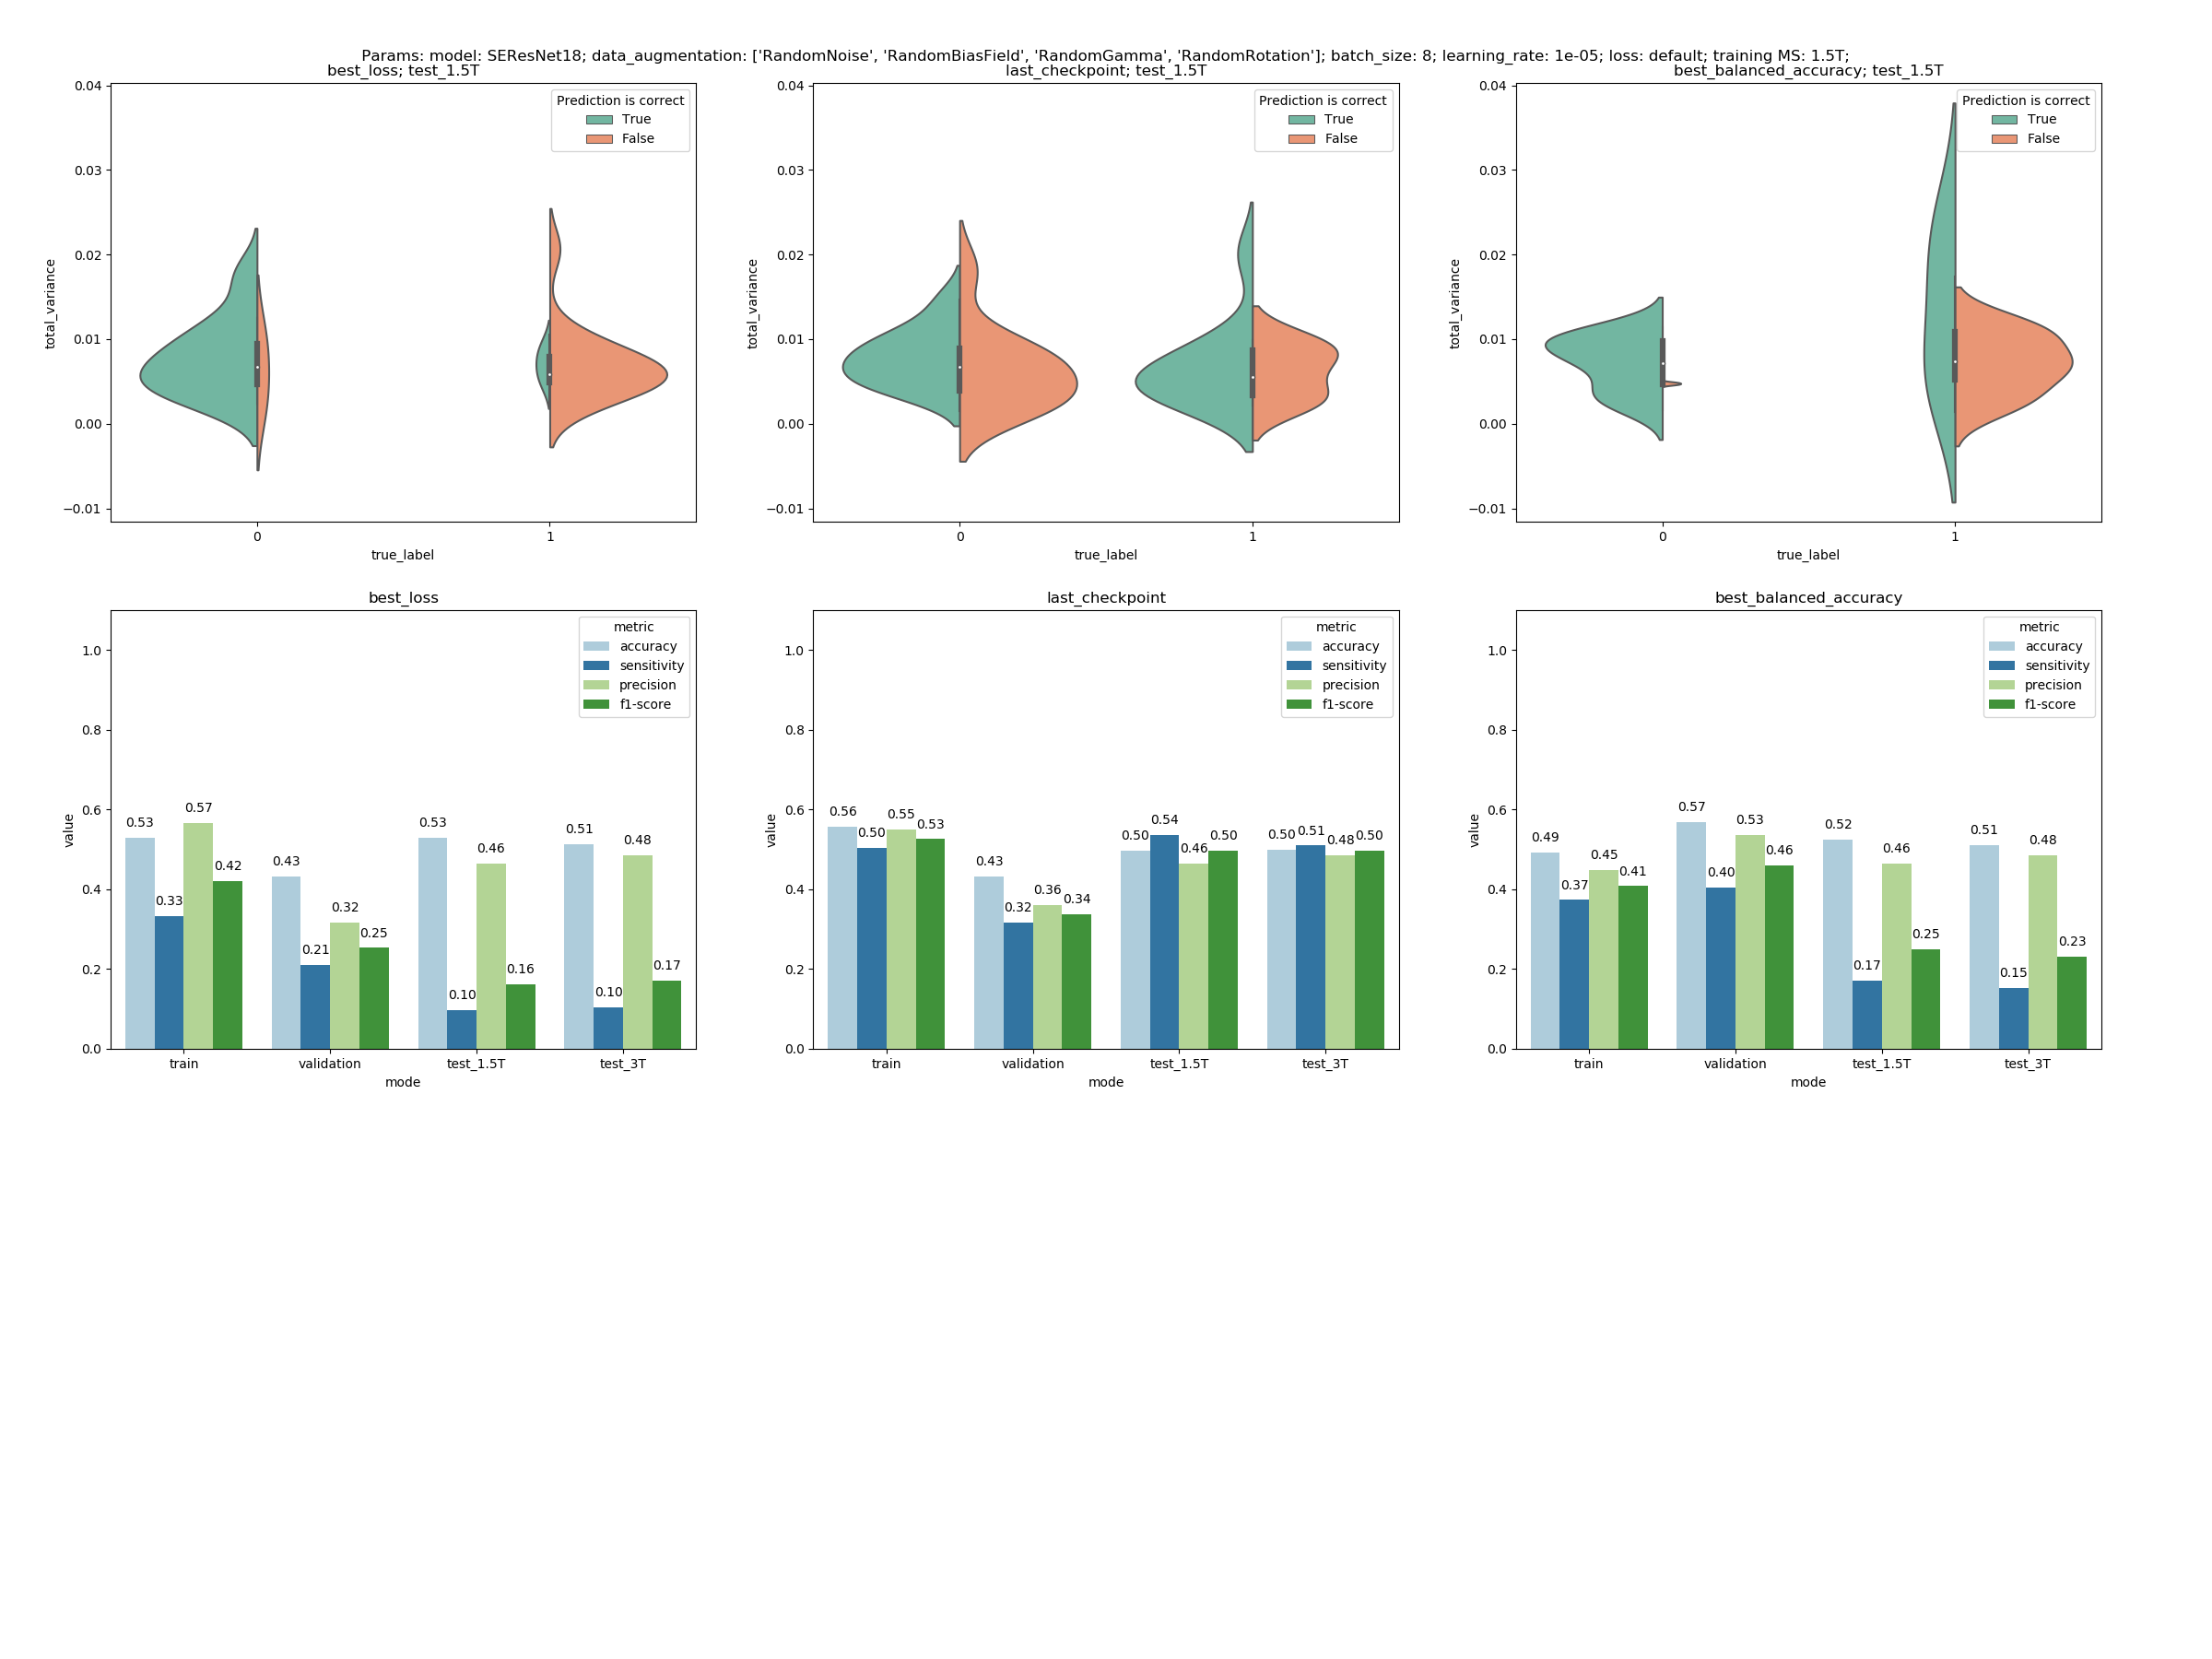 Params: model: SEResNet18; data_augmentation: ['RandomNoise', 'RandomBiasField', 'RandomGamma', 'RandomRotation']; batch_size: 8; learning_rate: 1e-05; loss: default; training MS: 1.5T;
best_loss; test_1.5T
total_variance
0.04
0.03
0.02
0.01
0.00
−0.01
Prediction is correct
True
False
0
1
true_label
last_checkpoint; test_1.5T
total_variance
0.04
0.03
0.02
0.01
0.00
−0.01
Prediction is correct
True
False
0
1
true_label
best_balanced_accuracy; test_1.5T
total_variance
0.04
0.03
0.02
0.01
0.00
−0.01
Prediction is correct
True
False
0
1
true_label
best_loss
value
1.0
0.8
0.6
0.4
0.2
0.0
metric
accuracy
sensitivity
precision
f1-score
0.53
0.33
0.57
0.42
0.43
0.21
0.32
0.25
0.53
0.10
0.46
0.16
0.51
0.10
0.48
0.17
train
validation
test_1.5T
test_3T
mode
last_checkpoint
value
1.0
0.8
0.6
0.4
0.2
0.0
metric
accuracy
sensitivity
precision
f1-score
0.56
0.50
0.55
0.53
0.43
0.32
0.36
0.34
0.50
0.54
0.46
0.50
0.50
0.51
0.48
0.50
train
validation
test_1.5T
test_3T
mode
best_balanced_accuracy
value
1.0
0.8
0.6
0.4
0.2
0.0
metric
accuracy
sensitivity
precision
f1-score
0.49
0.37
0.45
0.41
0.57
0.40
0.53
0.46
0.52
0.17
0.46
0.25
0.51
0.15
0.48
0.23
train
validation
test_1.5T
test_3T
mode